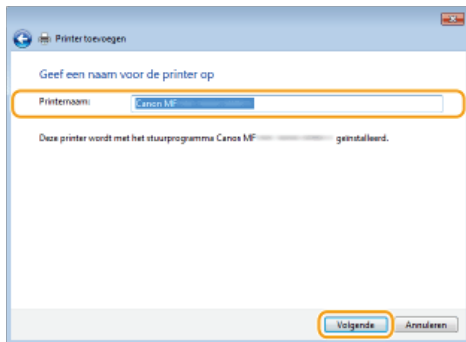 Printer toevoegen
Geef een naam voor de printer op
Printernaam: Canon MF
Deze printer wordt met het stuurprogramma Canon MF geïnstalleerd.
Volgende Annuleren